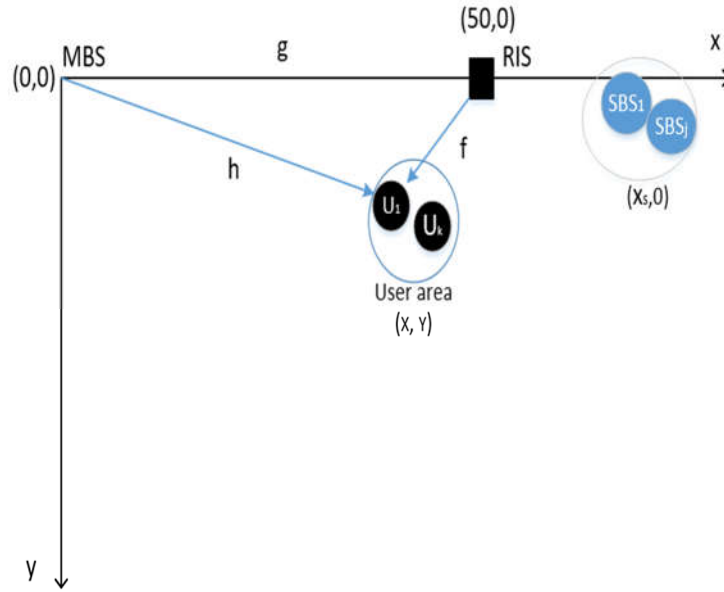 (50,0)
MBS
g
RIS
x
(0,0)
SBS1
SBSj
f
h
(xs,0)
U1
Uk
User area
(x, Y)
y